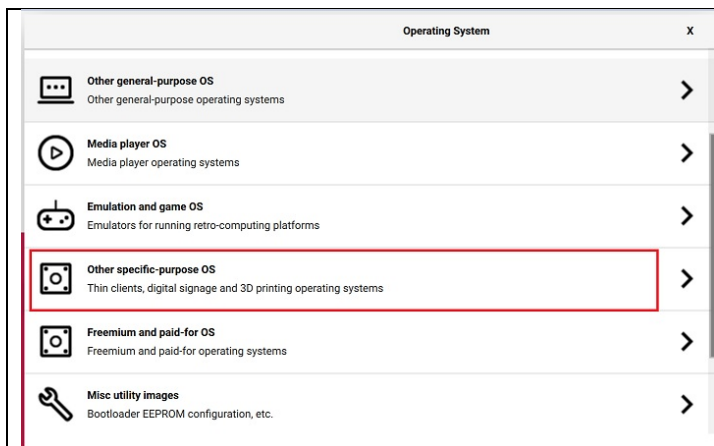 Operating System
X
Other general-purpose OS
Other general-purpose operating systems
Media player OS
Media player operating systems
Emulation and game OS
Emulators for running retro-computing platforms
Other specific-purpose OS
Thin clients, digital signage and 3D printing operating systems
Freemium and paid-for OS
Freemium and paid-for operating systems
Misc utility images
Bootloader EEPROM configuration, etc.